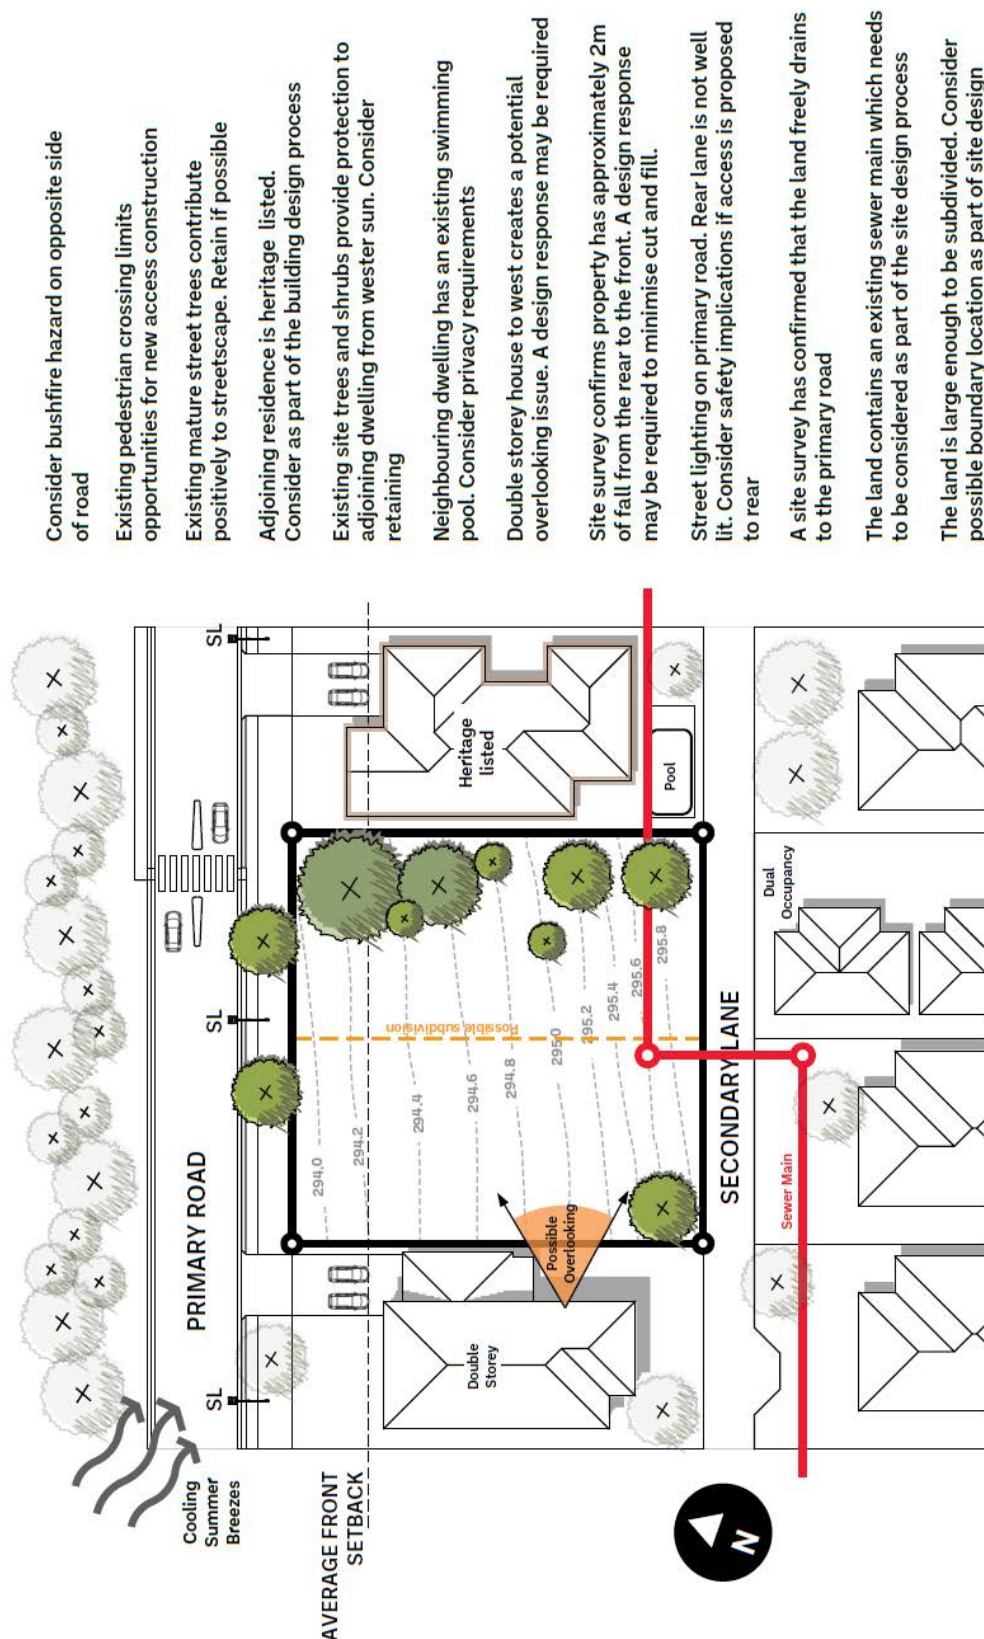 Consider bushfire hazard on opposite side
of road
Existing pedestrian crossing limits
opportunities for new access construction
Existing mature street trees contribute
positively to streetscape. Retain if possible
Adjoining residence is heritage listed.
Consider as part of the building design process
Existing site trees and shrubs provide protection to
adjoining dwelling from wester sun. Consider
retaining
Neighbouring dwelling has an existing swimming
pool. Consider privacy requirements
Double storey house to west creates a potential
overlooking issue. A design response may be required
Site survey confirms property has approximately 2m
of fall from the rear to the front. A design response
may be required to minimise cut and fill.
Street lighting on primary road. Rear lane is not well
lit. Consider safety implications if access is proposed
to rear
A site survey has confirmed that the land freely drains
to the primary road
The land contains an existing sewer main which needs
to be considered as part of the site design process
The land is large enough to be subdivided. Consider
possible boundary location as part of site design
Cooling
Summer
Breezes
PRIMARY ROAD
SL
SL
SL
AVERAGE FRONT
SETBACK
294.0
294.2
294.4
294.6
294.8
295.0
295.2
295.4
295.6
295.8
Possible subdivision
Heritage
listed
Pool
Double
Storey
Possible
Overlooking
SECONDARY LANE
Sewer Main
Dual
Occupancy
N